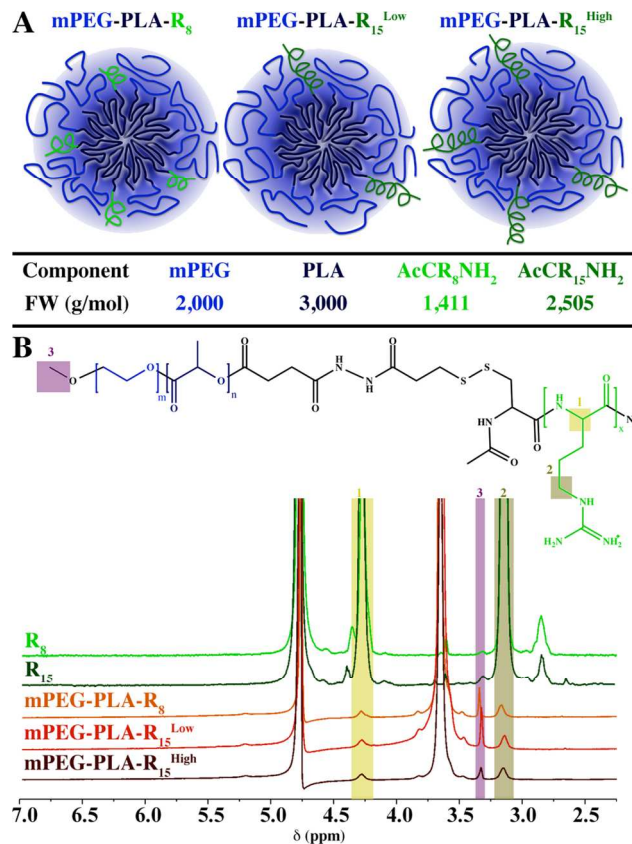 A
mPEG-PLA-R₈
mPEG-PLA-R₁₅ᴸᵒʷ
mPEG-PLA-R₁₅ᴴⁱᵍʰ
Component mPEG PLA AcCR₈NH₂ AcCR₁₅NH₂
FW (g/mol) 2,000 3,000 1,411 2,505
B
3
O
[ O ]m [ O ]n
O
O
O
H
N
N
H
O
S
S
O
HN
O
[ H
N
1
O
]x
N
2
NH
H₂N NH₂⁺
1 3 2
R₈
R₁₅
mPEG-PLA-R₈
mPEG-PLA-R₁₅ᴸᵒʷ
mPEG-PLA-R₁₅ᴴⁱᵍʰ
7.0 6.5 6.0 5.5 5.0 4.5 4.0 3.5 3.0 2.5
δ (ppm)